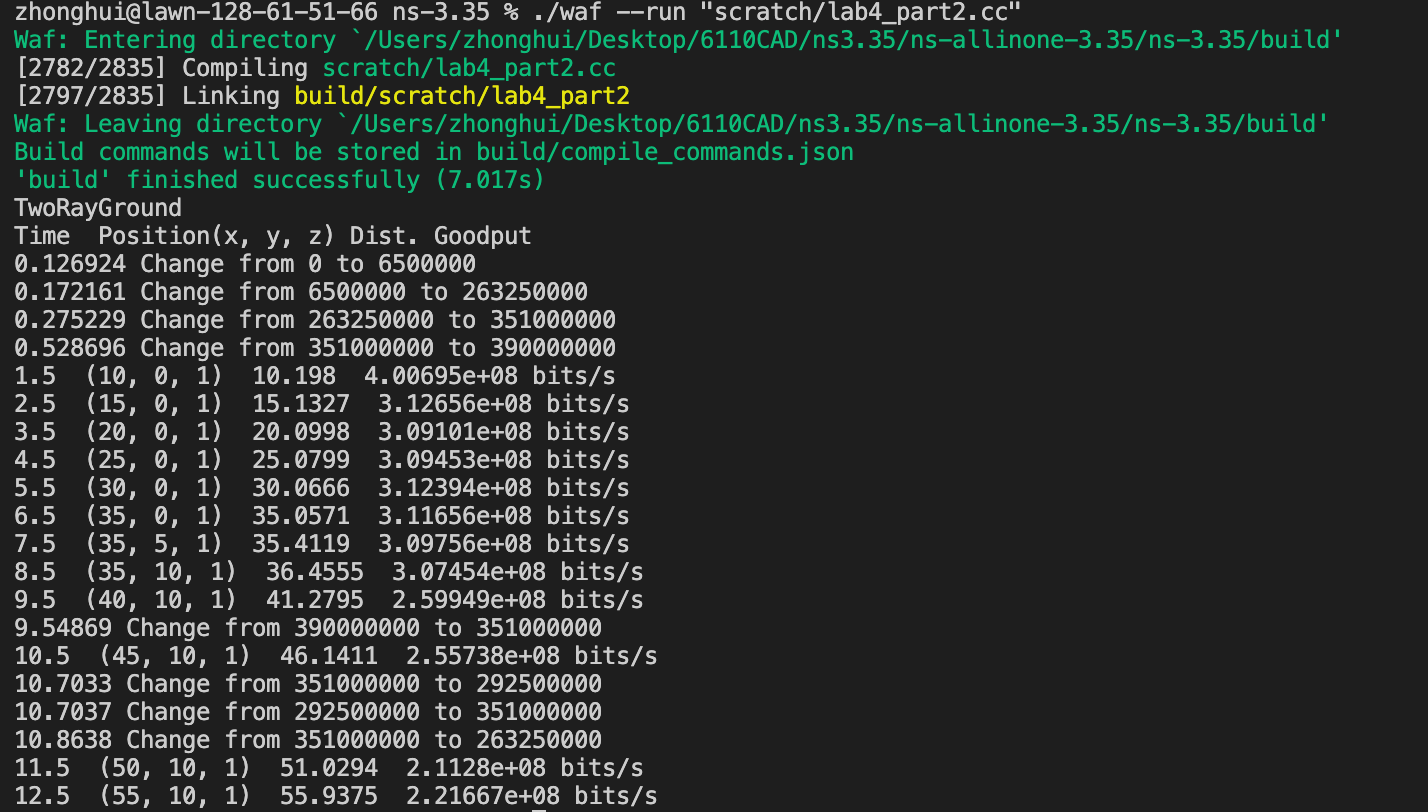 zhonghui@lawn-128-61-51-66 ns-3.35 % ./waf --run "scratch/lab4_part2.cc"
Waf: Entering directory `/Users/zhonghui/Desktop/6110CAD/ns3.35/ns-allinone-3.35/ns-3.35/build'
[2782/2835] Compiling scratch/lab4_part2.cc
[2797/2835] Linking build/scratch/lab4_part2
Waf: Leaving directory `/Users/zhonghui/Desktop/6110CAD/ns3.35/ns-allinone-3.35/ns-3.35/build'
Build commands will be stored in build/compile_commands.json
'build' finished successfully (7.017s)
TwoRayGround
Time  Position(x, y, z) Dist. Goodput
0.126924 Change from 0 to 6500000
0.172161 Change from 6500000 to 263250000
0.275229 Change from 263250000 to 351000000
0.528696 Change from 351000000 to 390000000
1.5  (10, 0, 1)  10.198  4.00695e+08 bits/s
2.5  (15, 0, 1)  15.1327  3.12656e+08 bits/s
3.5  (20, 0, 1)  20.0998  3.09101e+08 bits/s
4.5  (25, 0, 1)  25.0799  3.09453e+08 bits/s
5.5  (30, 0, 1)  30.0666  3.12394e+08 bits/s
6.5  (35, 0, 1)  35.0571  3.11656e+08 bits/s
7.5  (35, 5, 1)  35.4119  3.09756e+08 bits/s
8.5  (35, 10, 1)  36.4555  3.07454e+08 bits/s
9.5  (40, 10, 1)  41.2795  2.59949e+08 bits/s
9.54869 Change from 390000000 to 351000000
10.5  (45, 10, 1)  46.1411  2.55738e+08 bits/s
10.7033 Change from 351000000 to 292500000
10.7037 Change from 292500000 to 351000000
10.8638 Change from 351000000 to 263250000
11.5  (50, 10, 1)  51.0294  2.1128e+08 bits/s
12.5  (55, 10, 1)  55.9375  2.21667e+08 bits/s